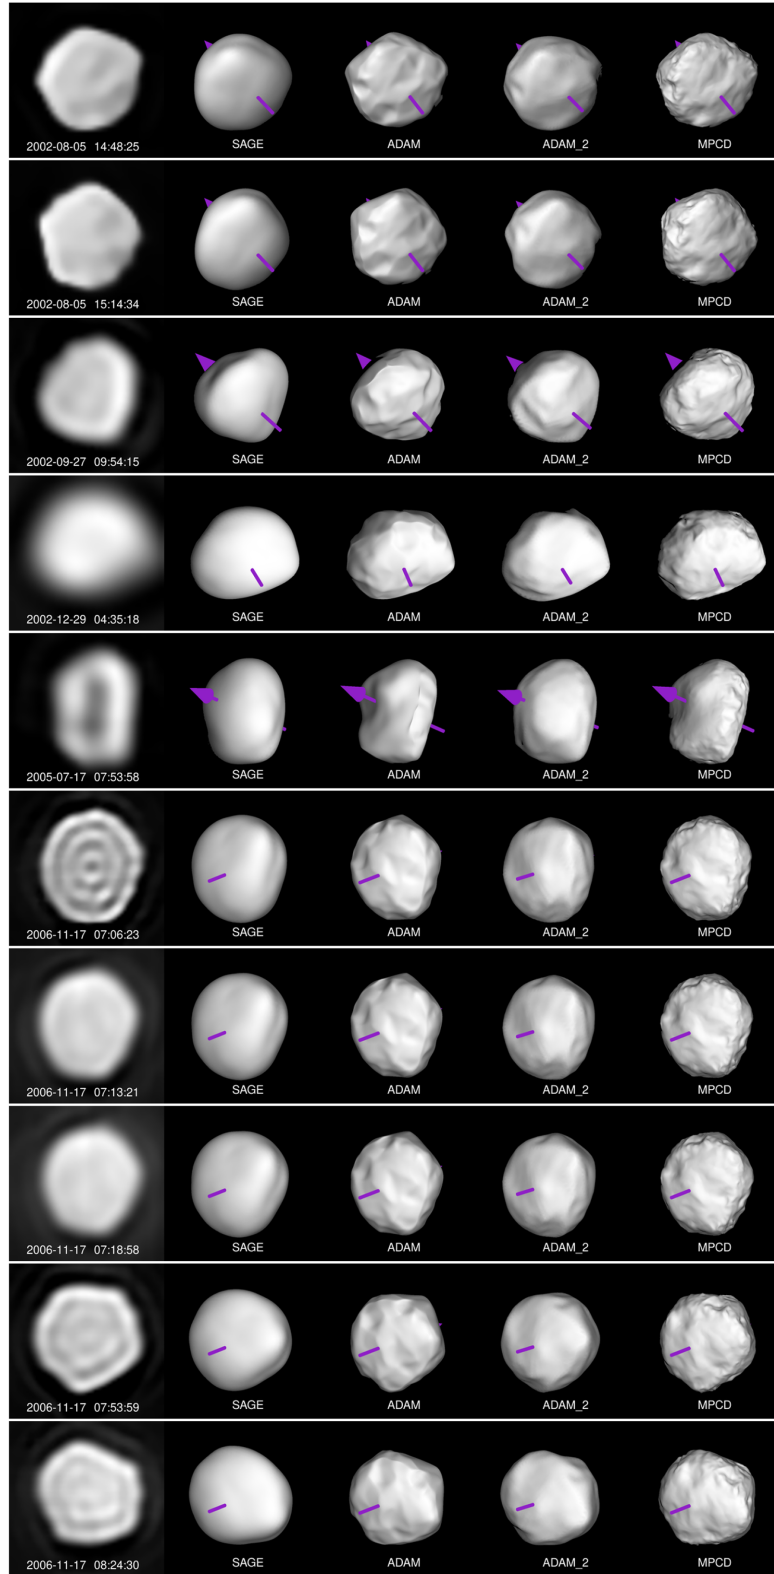 2002-08-05 14:48:25 SAGE ADAM ADAM_2 MPCD
2002-08-05 15:14:34 SAGE ADAM ADAM_2 MPCD
2002-09-27 09:54:15 SAGE ADAM ADAM_2 MPCD
2002-12-29 04:35:18 SAGE ADAM ADAM_2 MPCD
2005-07-17 07:53:58 SAGE ADAM ADAM_2 MPCD
2006-11-17 07:06:23 SAGE ADAM ADAM_2 MPCD
2006-11-17 07:13:21 SAGE ADAM ADAM_2 MPCD
2006-11-17 07:18:58 SAGE ADAM ADAM_2 MPCD
2006-11-17 07:53:59 SAGE ADAM ADAM_2 MPCD
2006-11-17 08:24:30 SAGE ADAM ADAM_2 MPCD